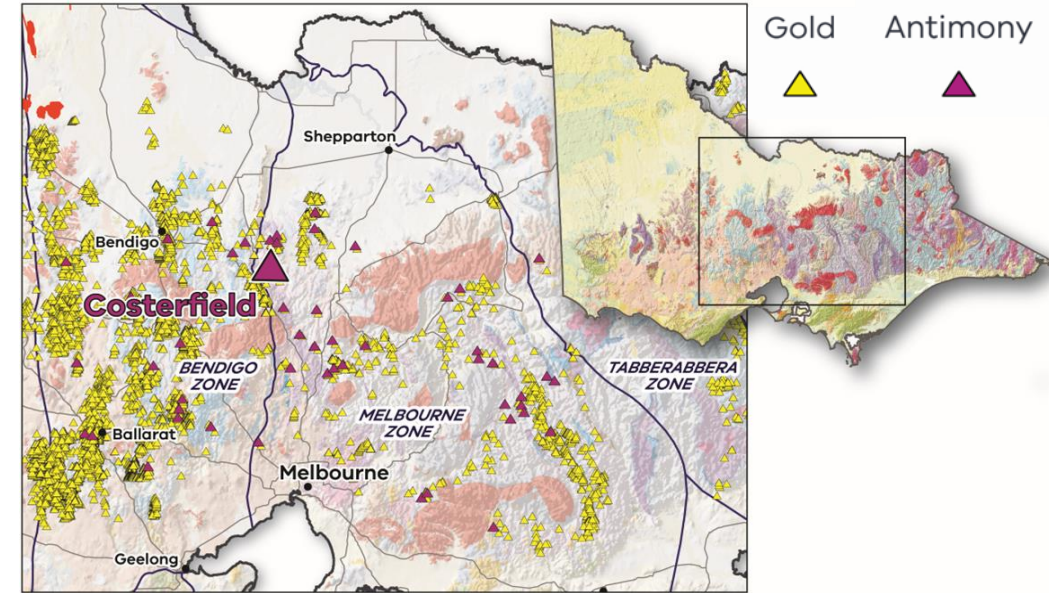 Gold
Antimony
Shepparton
Bendigo
Costerfield
BENDIGO
ZONE
TABBERABBERA
ZONE
MELBOURNE
ZONE
Ballarat
Melbourne
Geelong